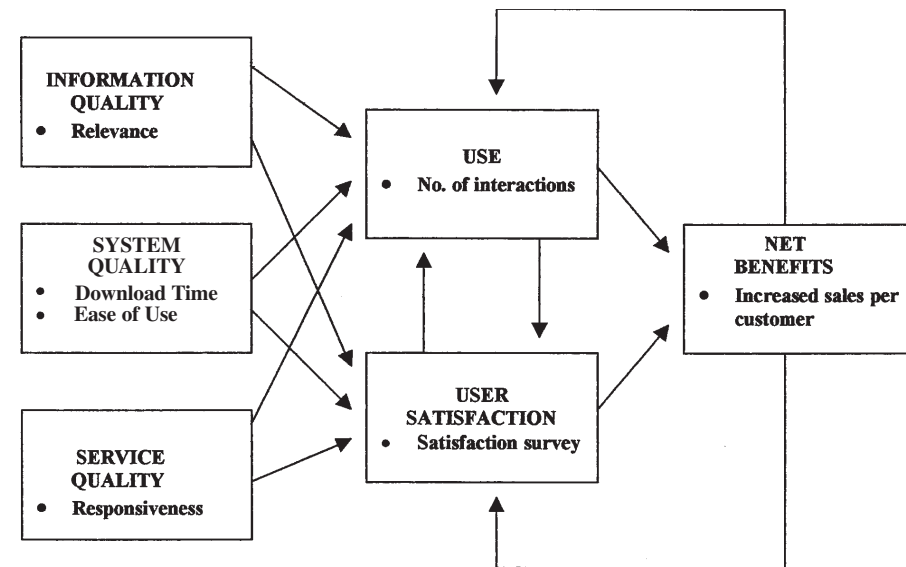 INFORMATION
QUALITY
• Relevance
SYSTEM
QUALITY
• Download Time
• Ease of Use
SERVICE
QUALITY
• Responsiveness
USE
• No. of interactions
USER
SATISFACTION
• Satisfaction survey
NET
BENEFITS
• Increased sales per
customer